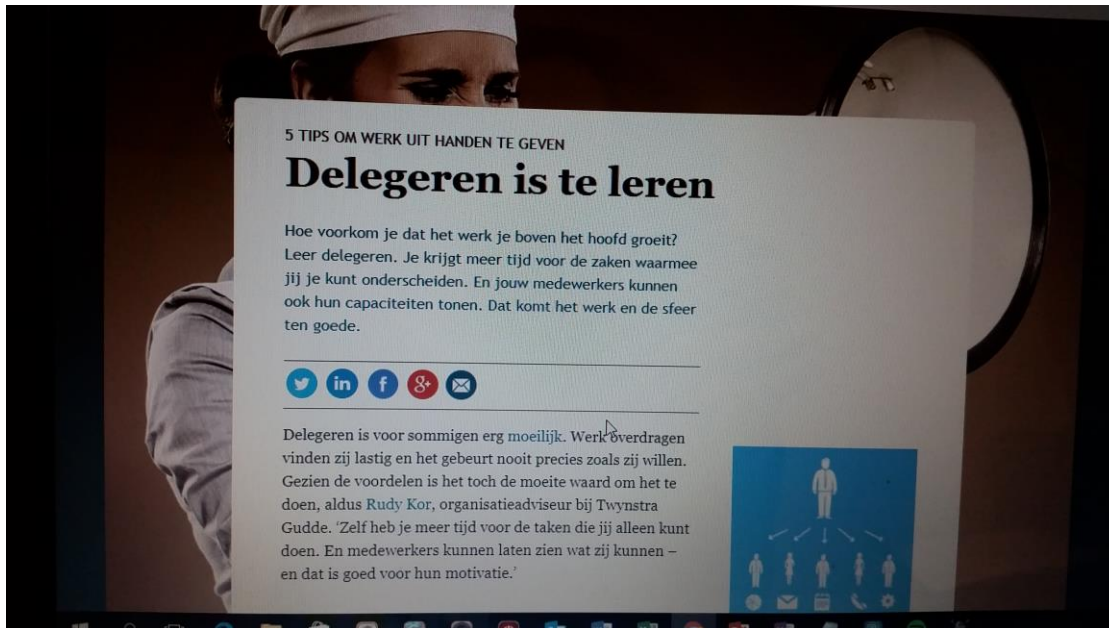 5 TIPS OM WERK UIT HANDEN TE GEVEN
Delegeren is te leren
Hoe voorkom je dat het werk je boven het hoofd groeit?
Leer delegeren. Je krijgt meer tijd voor de zaken waarmee
jij je kunt onderscheiden. En jouw medewerkers kunnen
ook hun capaciteiten tonen. Dat komt het werk en de sfeer
ten goede.
in f g+
Delegeren is voor sommigen erg moeilijk. Werk overdragen
vinden zij lastig en het gebeurt nooit precies zoals zij willen.
Gezien de voordelen is het toch de moeite waard om het te
doen, aldus Rudy Kor, organisatieadviseur bij Twynstra
Gudde. ‘Zelf heb je meer tijd voor de taken die jij alleen kunt
doen. En medewerkers kunnen laten zien wat zij kunnen –
en dat is goed voor hun motivatie.’